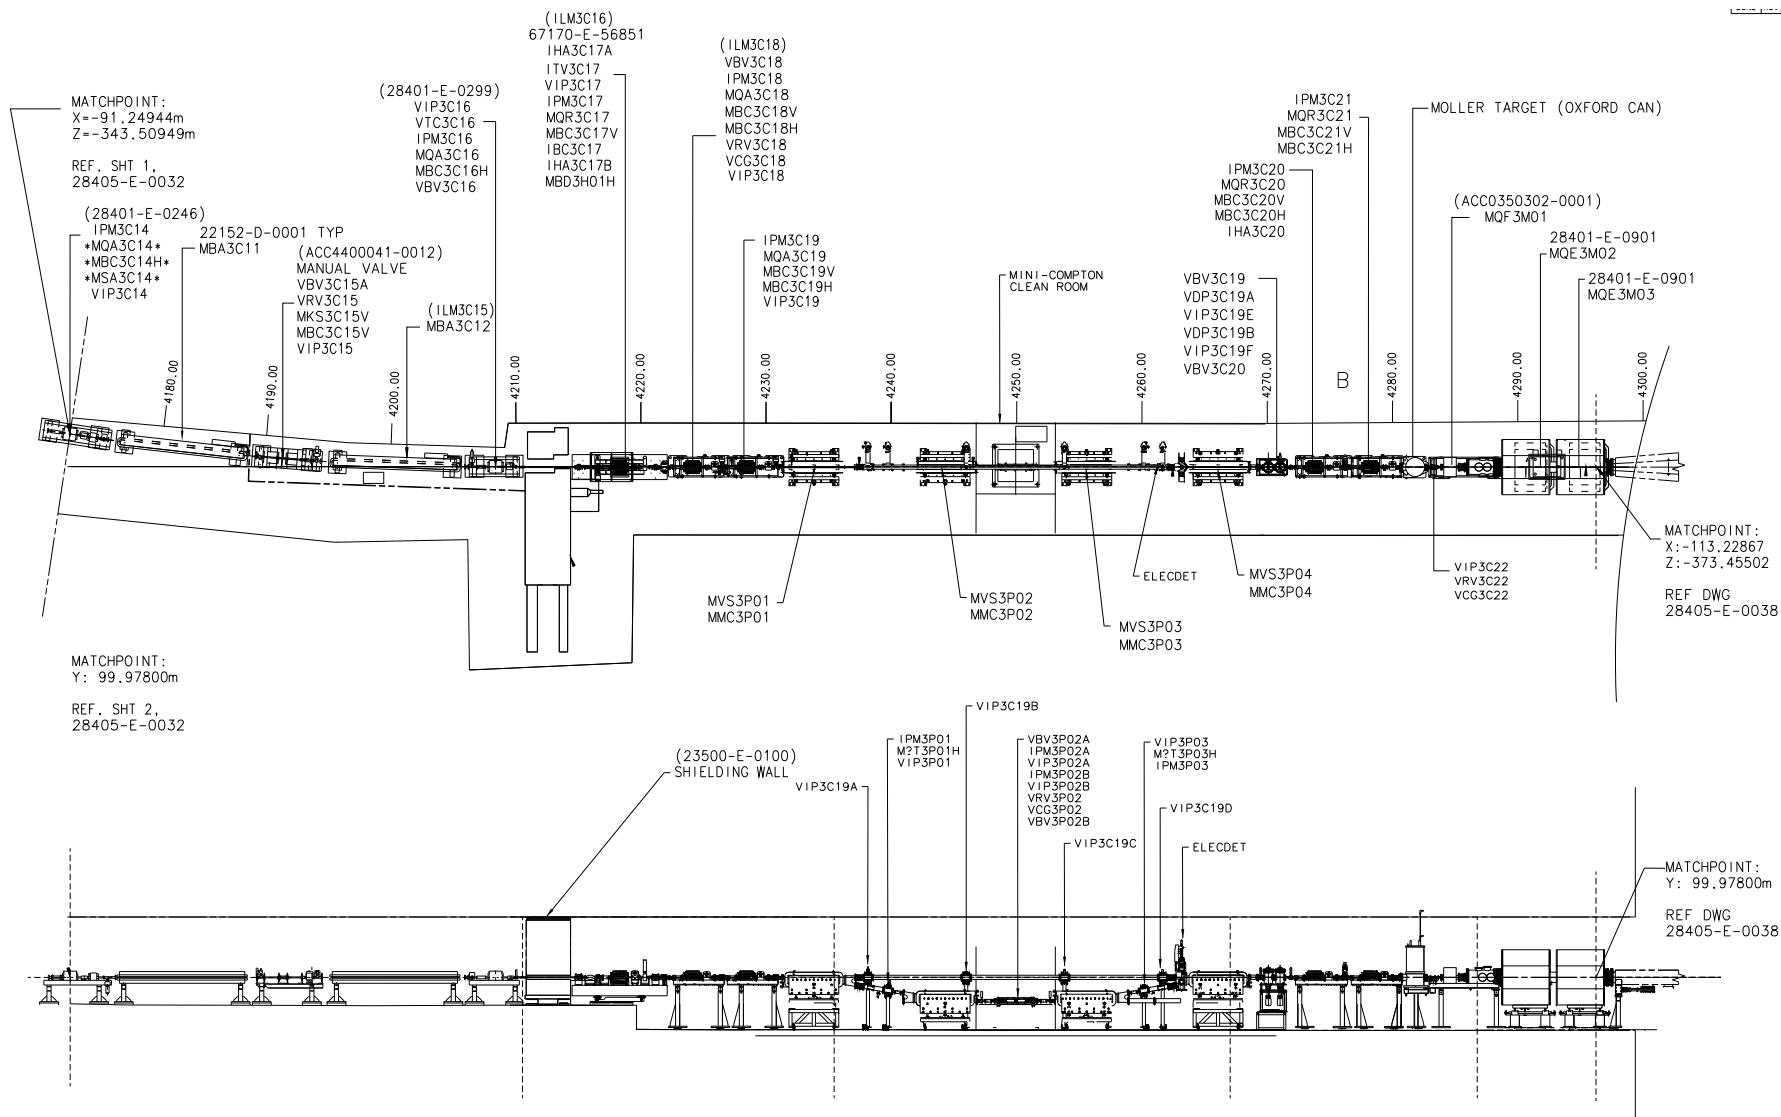 MATCHPOINT:
X=-91.24944m
Z=-343.50949m
REF. SHT 1,
28405-E-0032
(28401-E-0246)
IPM3C14
*MQA3C14*
*MBC3C14H*
*MSA3C14*
VIP3C14
22152-D-0001 TYP
MBA3C11
(ACC4400041-0012)
MANUAL VALVE
VBV3C15A
VRV3C15
MKS3C15V
MBC3C15V
VIP3C15
(ILM3C15)
MBA3C12
(28401-E-0299)
VIP3C16
VTC3C16
IPM3C16
MQA3C16
MBC3C16H
VBV3C16
(ILM3C16)
67170-E-56851
IHA3C17A
ITV3C17
VIP3C17
IPM3C17
MQR3C17
MBC3C17V
IBC3C17
IHA3C17B
MBD3H01H
(ILM3C18)
VBV3C18
IPM3C18
MQA3C18
MBC3C18V
MBC3C18H
VRV3C18
VCG3C18
VIP3C18
IPM3C19
MQA3C19
MBC3C19V
MBC3C19H
VIP3C19
MINI-COMPTON
CLEAN ROOM
VBV3C19
VDP3C19A
VIP3C19E
VDP3C19B
VIP3C19F
VBV3C20
IPM3C20
MQR3C20
MBC3C20V
MBC3C20H
IHA3C20
IPM3C21
MQR3C21
MBC3C21V
MBC3C21H
MOLLER TARGET (OXFORD CAN)
(ACC0350302-0001)
MQF3M01
28401-E-0901
MQE3M02
28401-E-0901
MQE3M03
B
4180.00
4190.00
4200.00
4210.00
4220.00
4230.00
4240.00
4250.00
4260.00
4270.00
4280.00
4290.00
4300.00
MVS3P01
MMC3P01
MVS3P02
MMC3P02
ELECDET
MVS3P03
MMC3P03
MVS3P04
MMC3P04
VIP3C22
VRV3C22
VCG3C22
MATCHPOINT:
X:-113.22867
Z:-373.45502
REF DWG
28405-E-0038
MATCHPOINT:
Y: 99.97800m
REF. SHT 2,
28405-E-0032
(23500-E-0100)
SHIELDING WALL
VIP3C19A
IPM3P01
M?T3P01H
VIP3P01
VIP3C19B
VBV3P02A
IPM3P02A
VIP3P02A
IPM3P02B
VIP3P02B
VRV3P02
VCG3P02
VBV3P02B
VIP3C19C
VIP3P03
M?T3P03H
IPM3P03
VIP3C19D
ELECDET
MATCHPOINT:
Y: 99.97800m
REF DWG
28405-E-0038